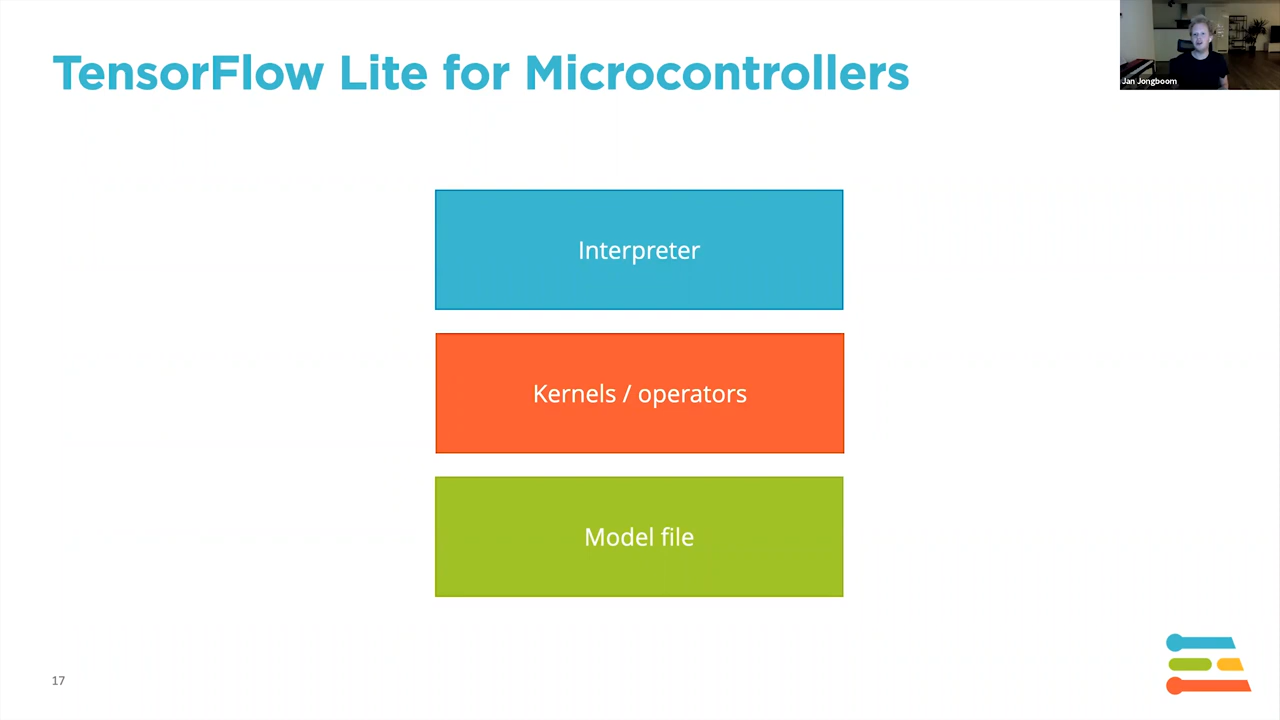 TensorFlow Lite for Microcontrollers
Jan Jongboom
Interpreter
Kernels / operators
Model file
17